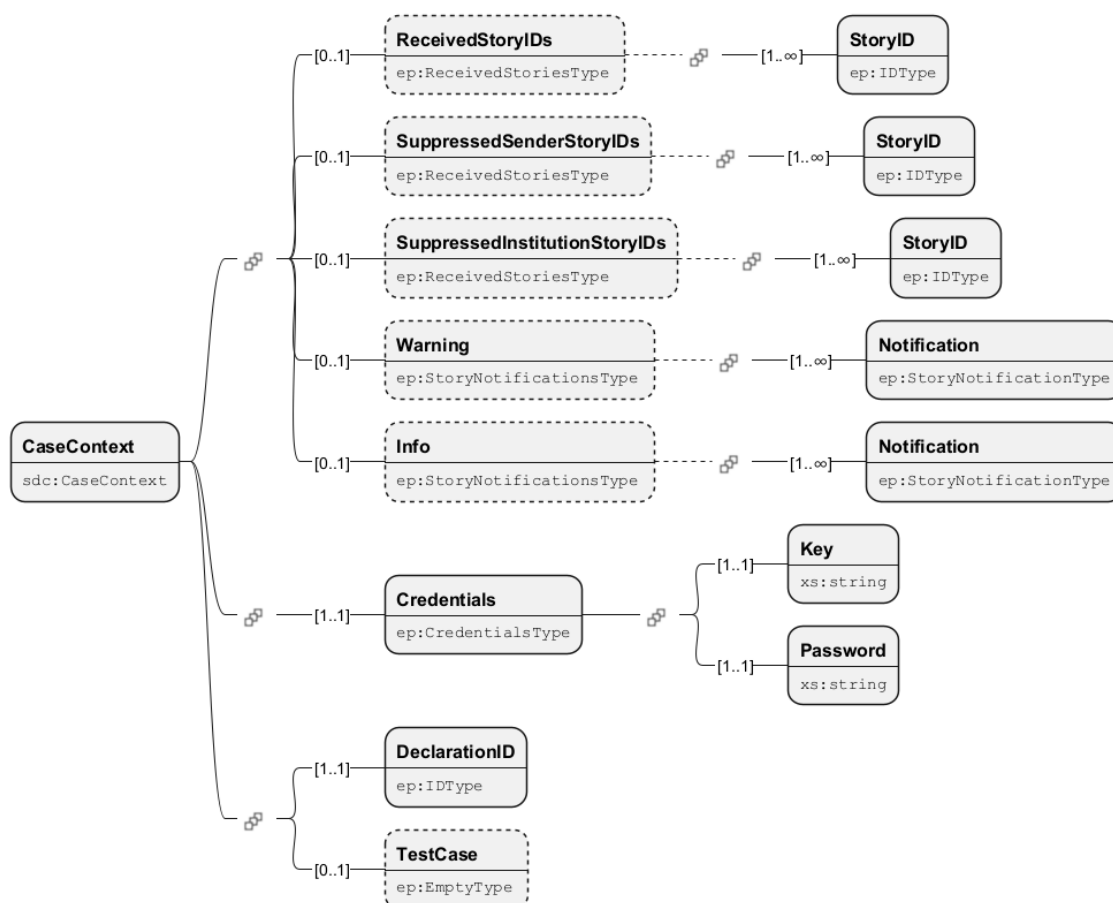 ReceivedStoryIDs
[0..1]
ep:ReceivedStoriesType
[1..∞]
StoryID
ep:IDType
SuppressedSenderStoryIDs
[0..1]
ep:ReceivedStoriesType
[1..∞]
StoryID
ep:IDType
SuppressedInstitutionStoryIDs
[0..1]
ep:ReceivedStoriesType
[1..∞]
StoryID
ep:IDType
Warning
[0..1]
ep:StoryNotificationsType
[1..∞]
Notification
ep:StoryNotificationType
CaseContext
sdc:CaseContext
Info
[0..1]
ep:StoryNotificationsType
[1..∞]
Notification
ep:StoryNotificationType
[1..1]
Credentials
ep:CredentialsType
[1..1]
Key
xs:string
[1..1]
Password
xs:string
[1..1]
DeclarationID
ep:IDType
[0..1]
TestCase
ep:EmptyType